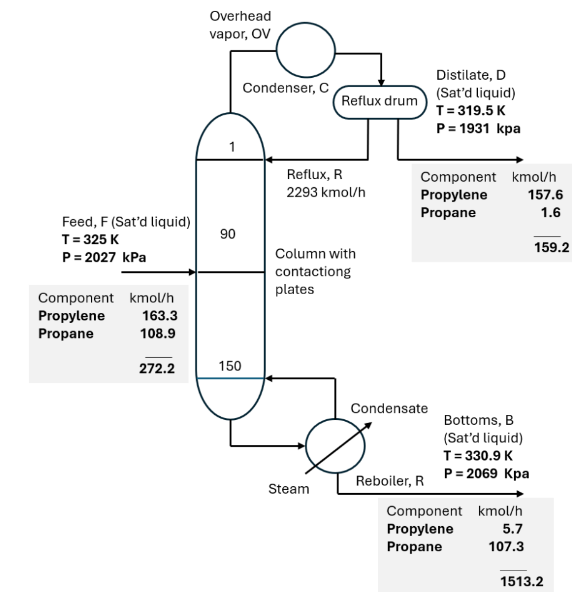 Overhead
vapor, OV
Condenser, C
Reflux drum
Distilate, D
(Sat'd liquid)
T = 319.5 K
P = 1931 kpa
1
Reflux, R
2293 kmol/h
Component kmol/h
Propylene 157.6
Propane 1.6
159.2
Feed, F (Sat'd liquid)
T = 325 K
P = 2027 kPa
90
Column with
contactiong
plates
Component kmol/h
Propylene 163.3
Propane 108.9
272.2
150
Condensate
Steam
Reboiler, R
Bottoms, B
(Sat'd liquid)
T = 330.9 K
P = 2069 Kpa
Component kmol/h
Propylene 5.7
Propane 107.3
1513.2